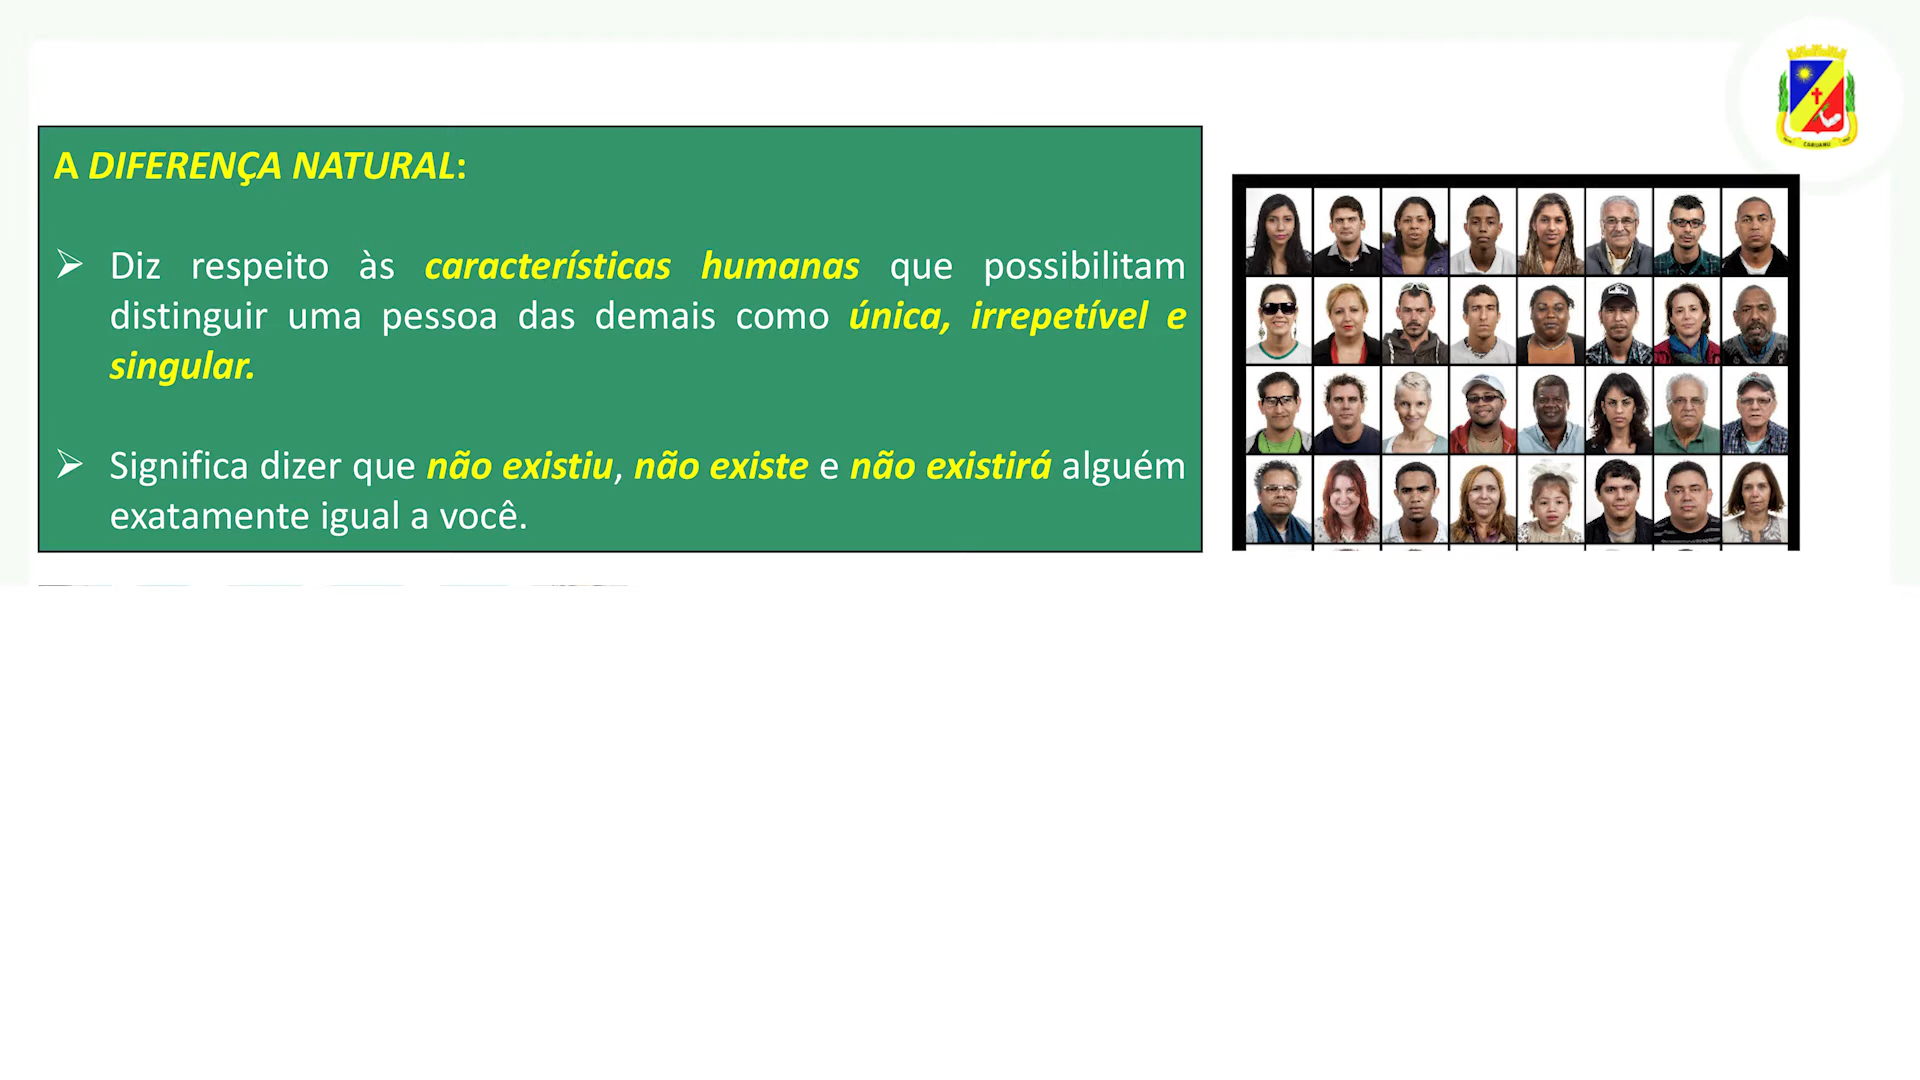 A DIFERENÇA NATURAL:
➢ Diz respeito às características humanas que possibilitam
distinguir uma pessoa das demais como única, irrepetível e
singular.
➢ Significa dizer que não existiu, não existe e não existirá alguém
exatamente igual a você.
CARUARU